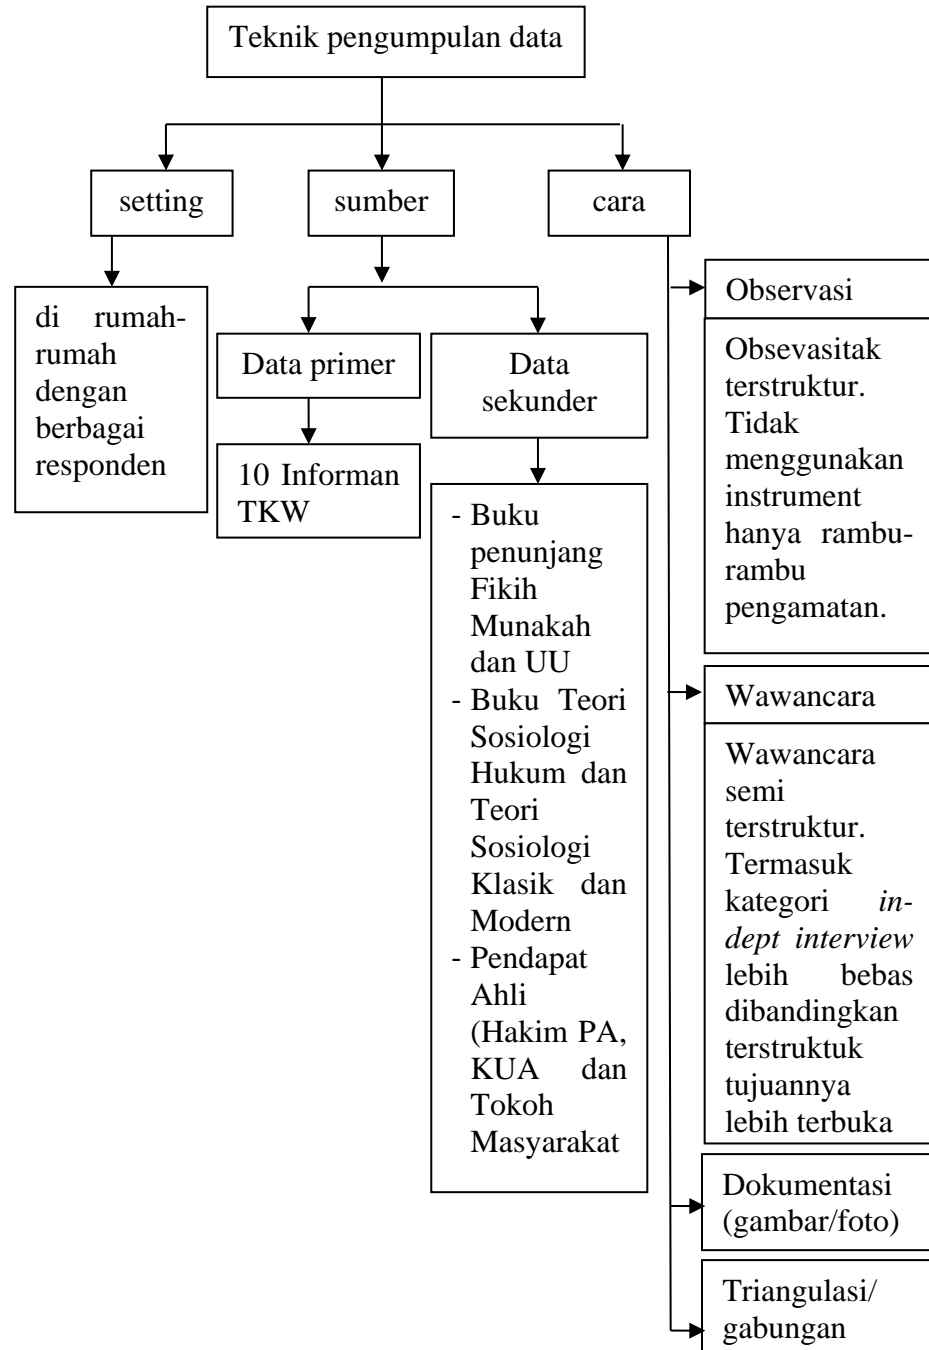 Teknik pengumpulan data
setting
sumber
cara
di rumah-
rumah
dengan
berbagai
responden
Data primer
10 Informan
TKW
Data
sekunder
- Buku
penunjang
Fikih
Munakah
dan UU
- Buku Teori
Sosiologi
Hukum dan
Teori
Sosiologi
Klasik dan
Modern
- Pendapat
Ahli
(Hakim PA,
KUA dan
Tokoh
Masyarakat
Observasi
Obsevasitak
terstruktur.
Tidak
menggunakan
instrument
hanya rambu-
rambu
pengamatan.
Wawancara
Wawancara
semi
terstruktur.
Termasuk
kategori in-
dept interview
lebih bebas
dibandingkan
terstruktuk
tujuannya
lebih terbuka
Dokumentasi
(gambar/foto)
Triangulasi/
gabungan